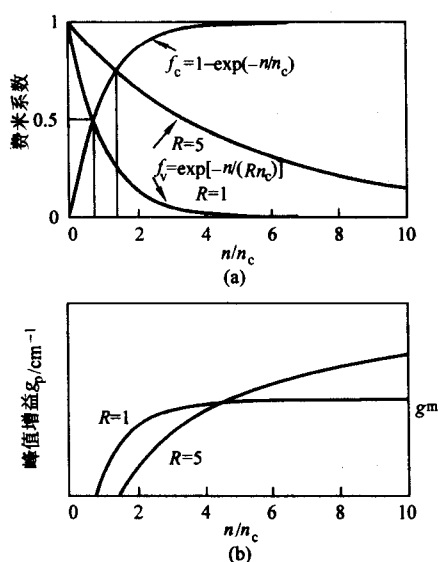 费米系数
1
0.5
0
f_c=1-exp(-n/n_c)
R=5
f_v=exp[-n/(Rn_c)]
R=1
0 2 4 6 8 10
n/n_c
(a)
峰值增益g_p/cm⁻¹
R=1
R=5
gm
0 2 4 6 8 10
n/n_c
(b)